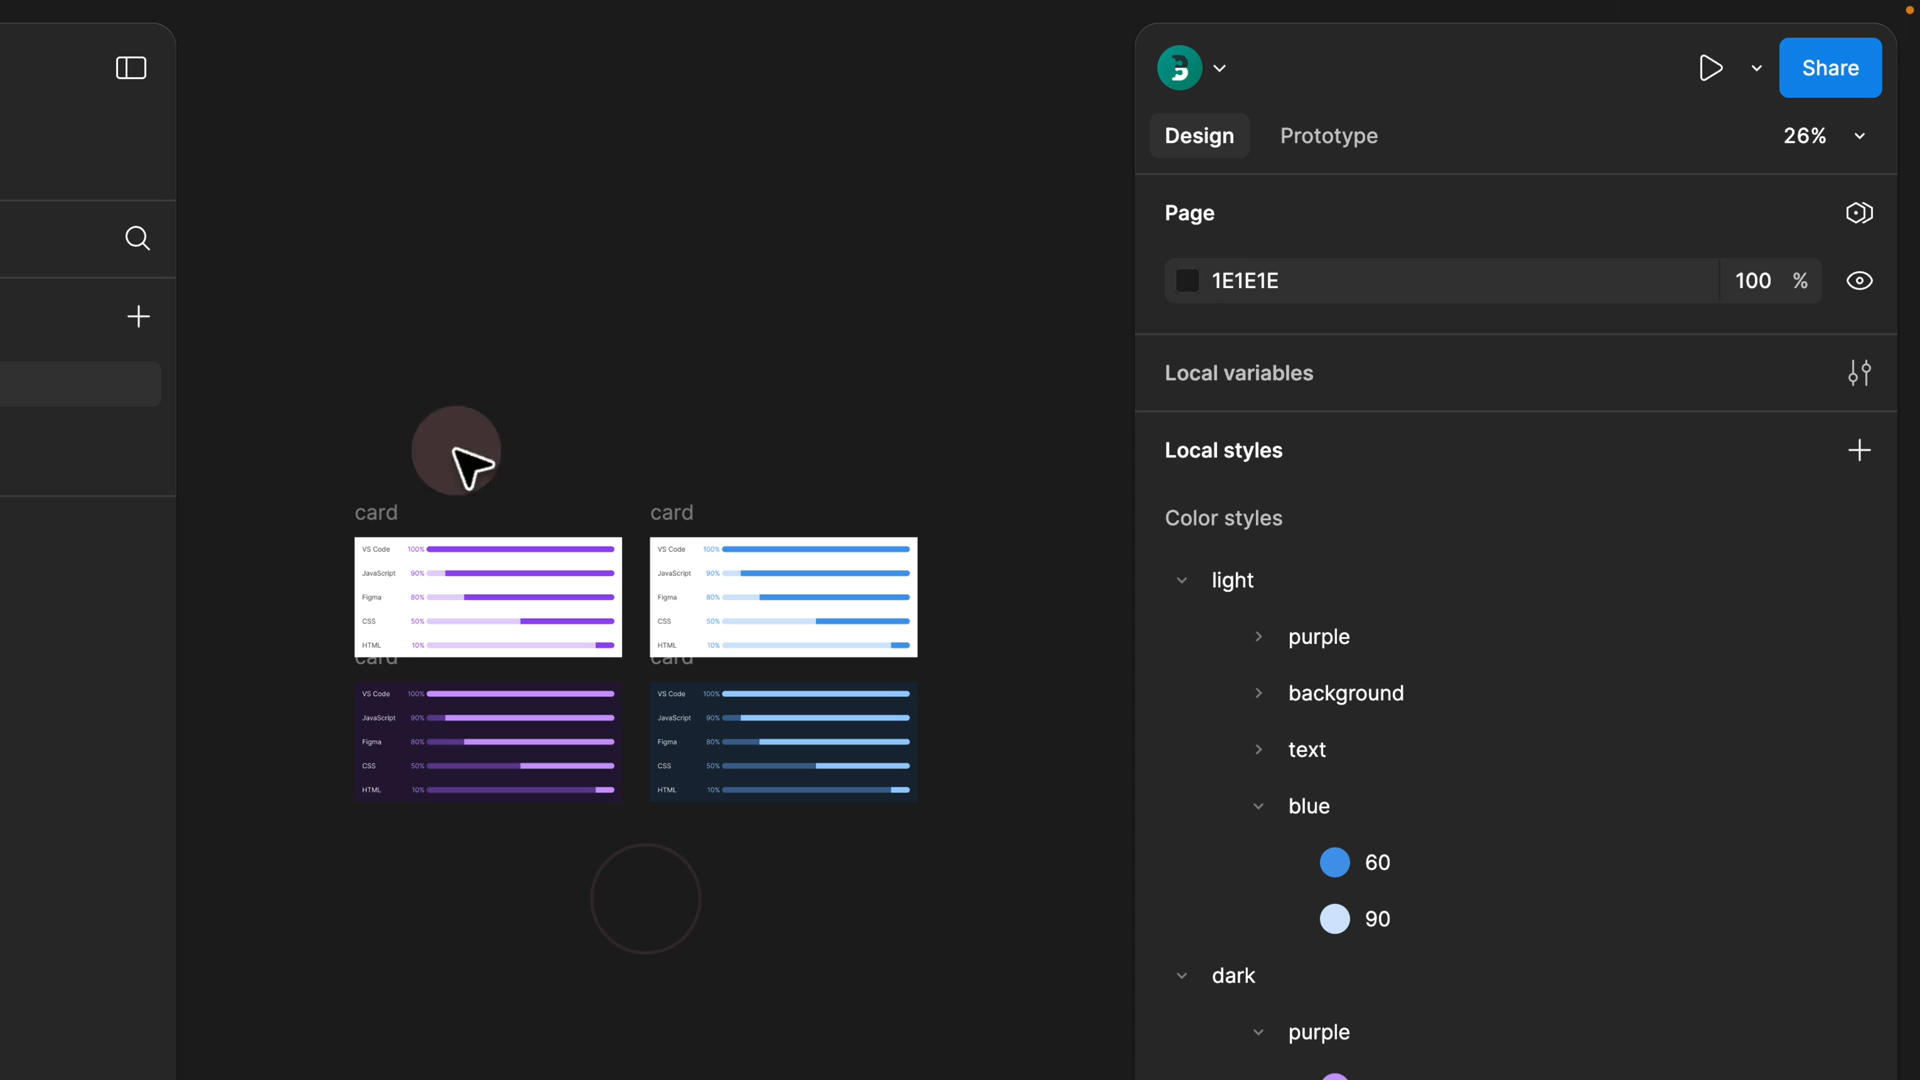 Share
Design Prototype 26%
Page
1E1E1E 100 %
Local variables
Local styles
Color styles
light
purple
background
text
blue
60
90
dark
purple
card
VS Code 100%
JavaScript 90%
Figma 80%
CSS 50%
HTML 10%
card
VS Code 100%
JavaScript 90%
Figma 80%
CSS 50%
HTML 10%
card
VS Code 100%
JavaScript 90%
Figma 80%
CSS 50%
HTML 10%
card
VS Code 100%
JavaScript 90%
Figma 80%
CSS 50%
HTML 10%